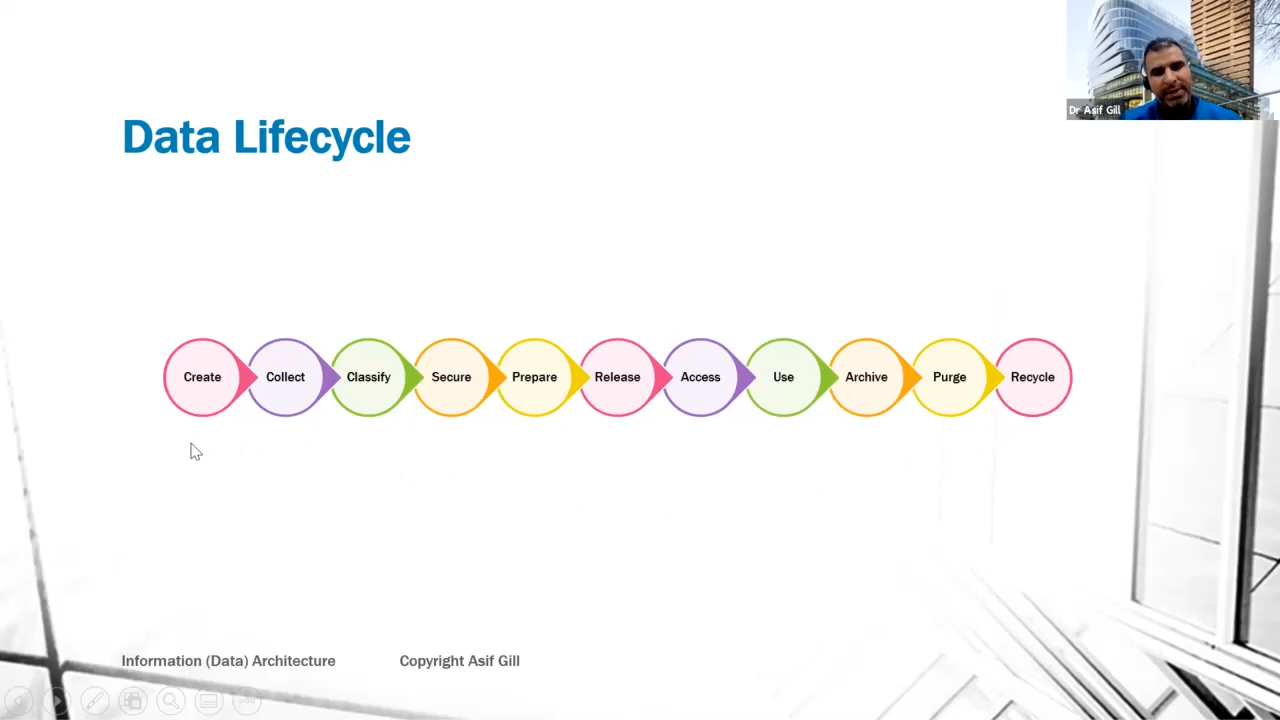 Dr Asif Gill
Data Lifecycle
Create Collect Classify Secure Prepare Release Access Use Archive Purge Recycle
Information (Data) Architecture Copyright Asif Gill